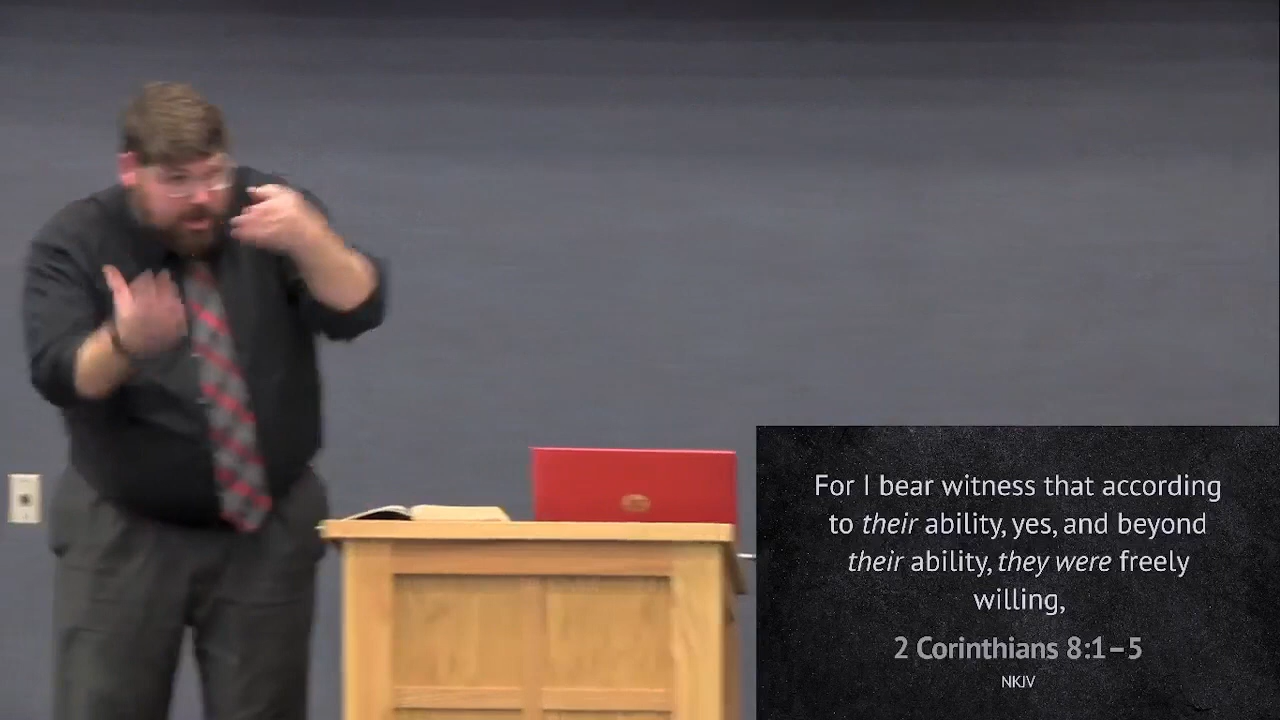 For I bear witness that according
to their ability, yes, and beyond
their ability, they were freely
willing,
2 Corinthians 8:1–5
NKJV